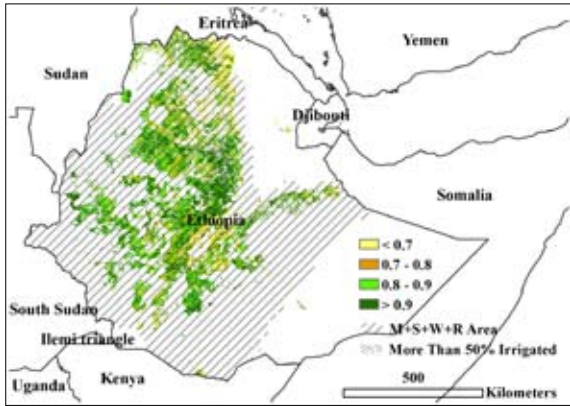 Eritrea
Yemen
Sudan
Djibouti
Somalia
Ethiopia
< 0.7
0.7 - 0.8
0.8 - 0.9
> 0.9
South Sudan
M+S+W+R Area
Ilemi triangle
More Than 50% Irrigated
Uganda
Kenya
500
Kilometers